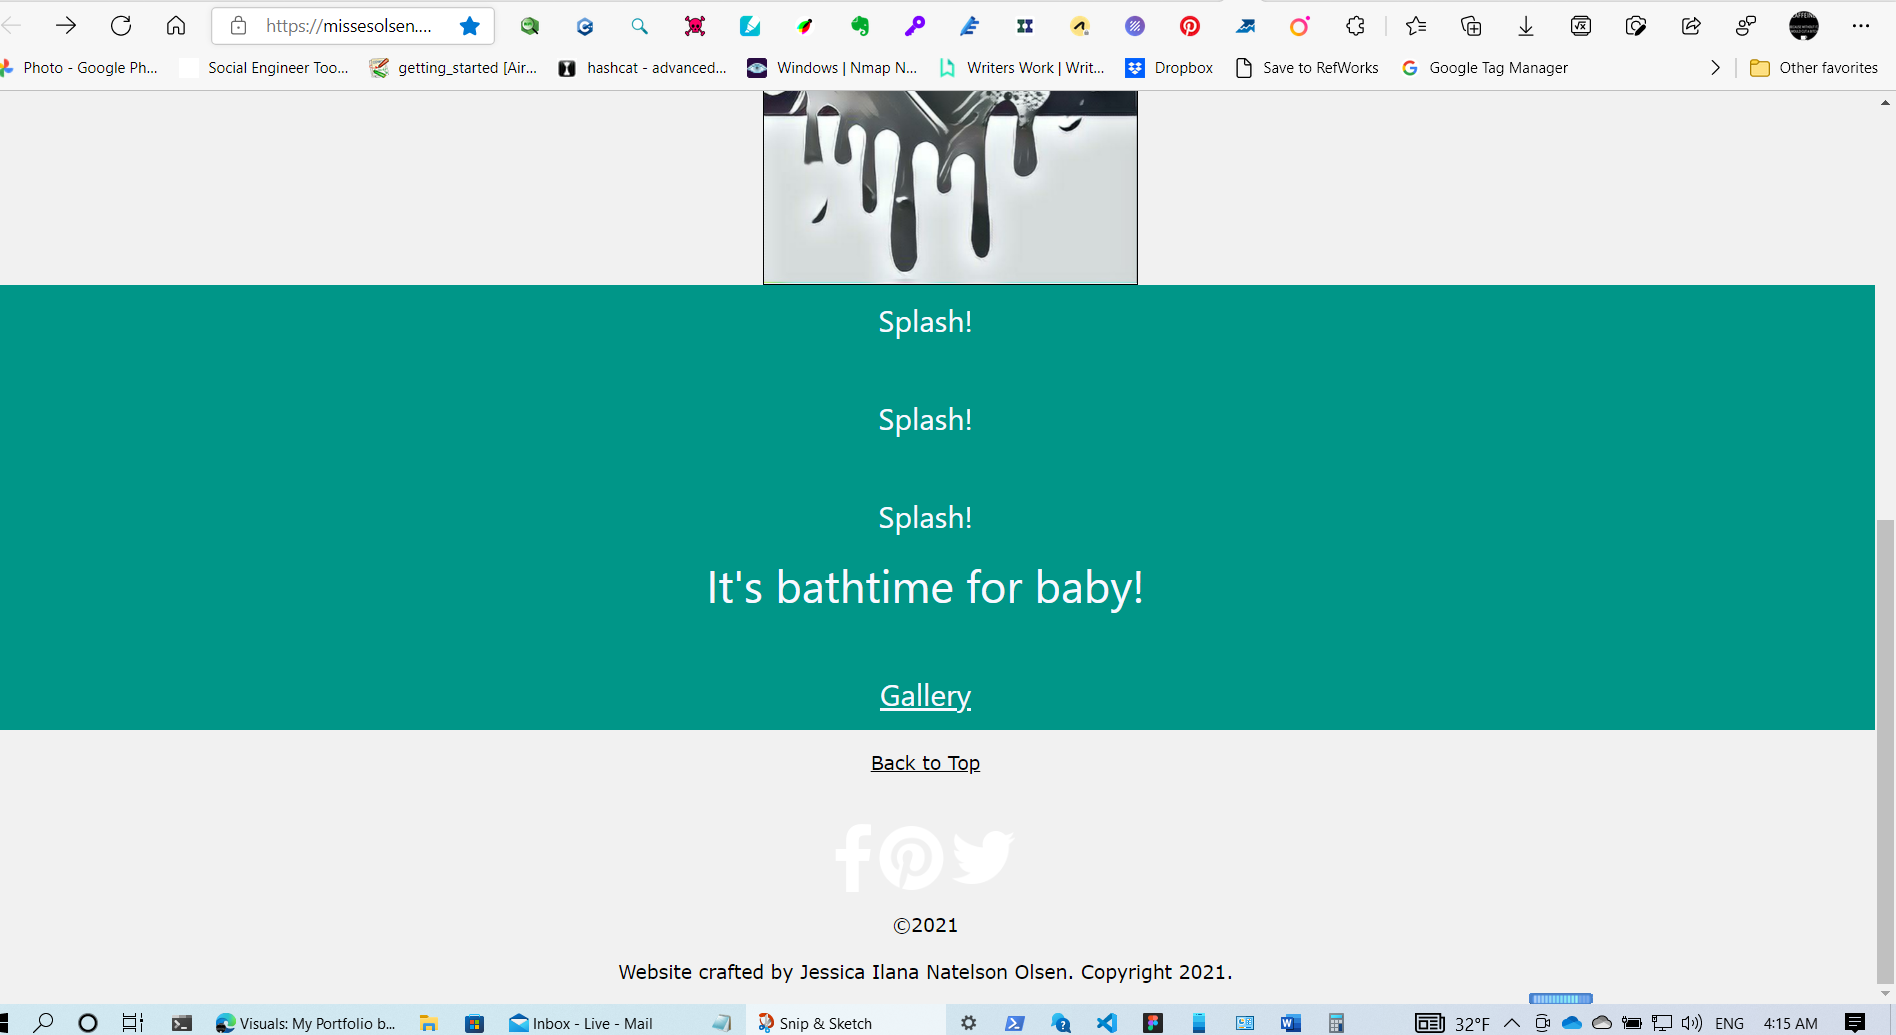 https://missesolsen....
Photo - Google Ph... Social Engineer Too... getting_started [Air... hashcat - advanced... Windows | Nmap N... Writers Work | Writ... Dropbox Save to RefWorks Google Tag Manager Other favorites
Splash!
Splash!
Splash!
It's bathtime for baby!
Gallery
Back to Top
©2021
Website crafted by Jessica Ilana Natelson Olsen. Copyright 2021.
Visuals: My Portfolio b... Inbox - Live - Mail Snip & Sketch 32°F ENG 4:15 AM